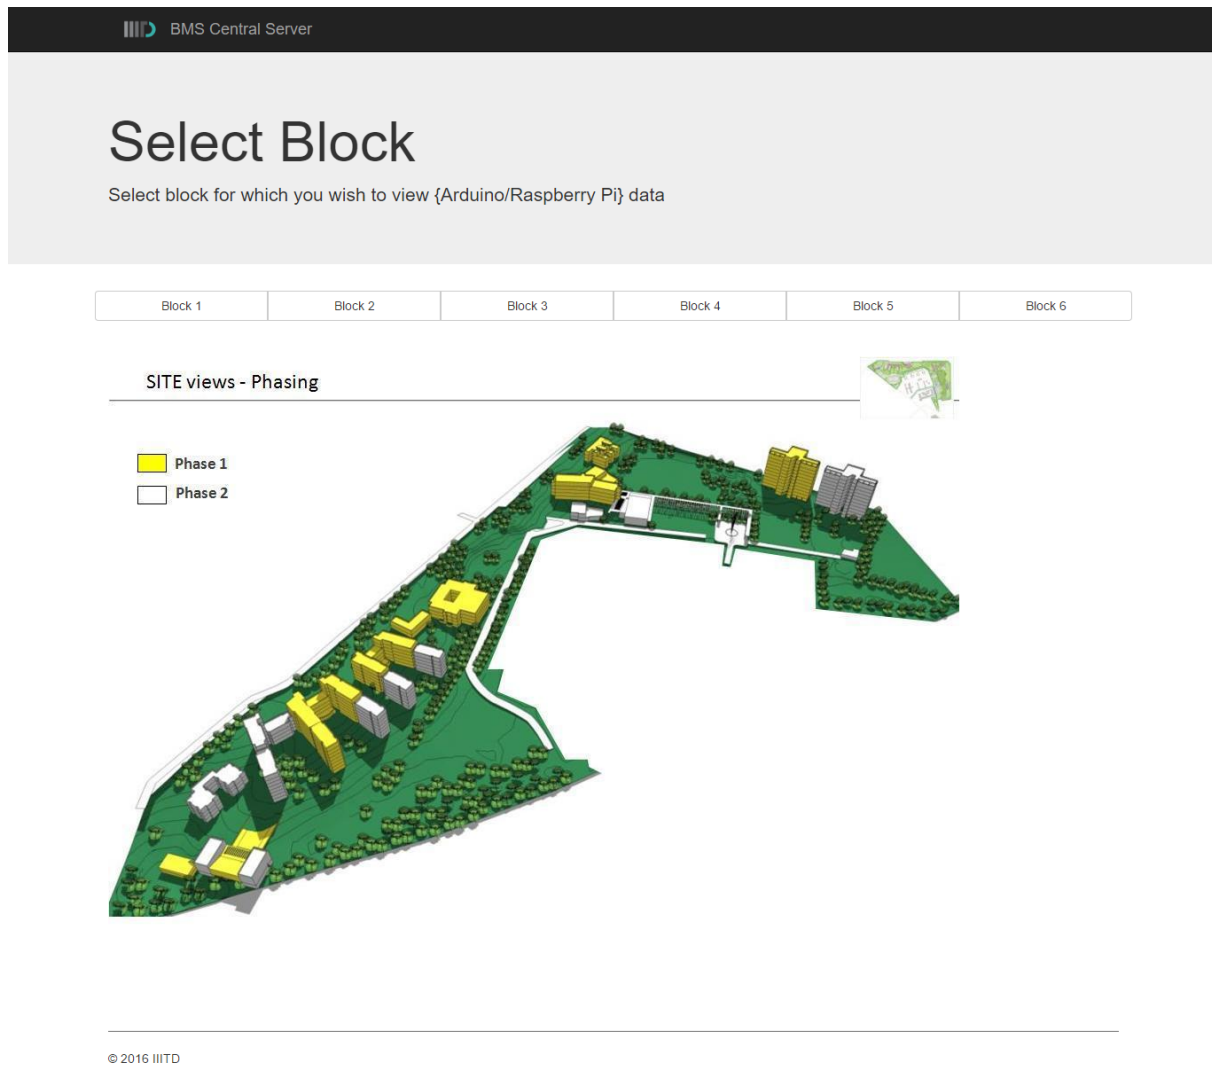 BMS Central Server
Select Block
Select block for which you wish to view {Arduino/Raspberry Pi} data
Block 1
Block 2
Block 3
Block 4
Block 5
Block 6
SITE views - Phasing
Phase 1
Phase 2
© 2016 IIITD